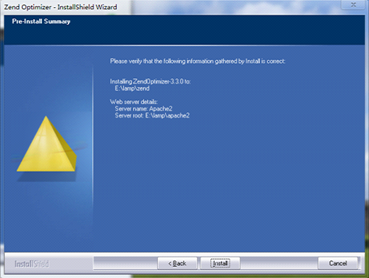 Zend Optimizer - InstallShield Wizard
Pre-Install Summary
Please verify that the following information gathered by Install is correct:
Installing ZendOptimizer-3.3.0 to:
E:\lamp\zend
Web server details:
Server name: Apache2
Server root: E:\lamp\apache2
InstallShield
< Back
Install
Cancel